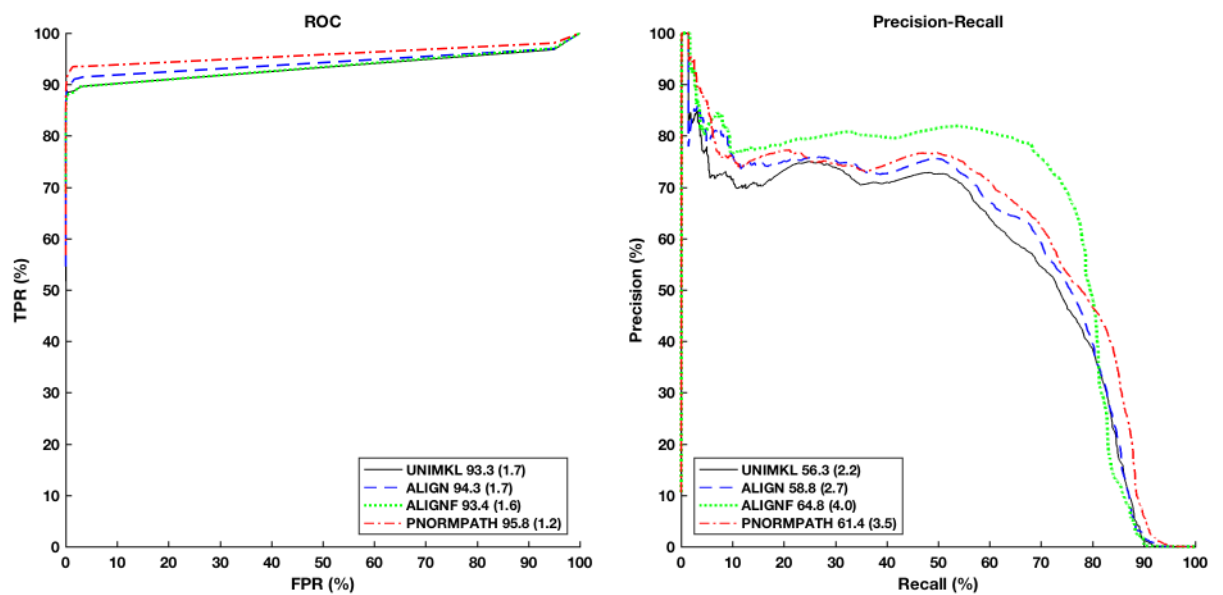 ROC
100
90
80
70
60
50
40
30
20
10
0
TPR (%)
UNIMKL 93.3 (1.7)
ALIGN 94.3 (1.7)
ALIGNF 93.4 (1.6)
PNORMPATH 95.8 (1.2)
0 10 20 30 40 50 60 70 80 90 100
FPR (%)
Precision-Recall
100
90
80
70
60
50
40
30
20
10
0
Precision (%)
UNIMKL 56.3 (2.2)
ALIGN 58.8 (2.7)
ALIGNF 64.8 (4.0)
PNORMPATH 61.4 (3.5)
0 10 20 30 40 50 60 70 80 90 100
Recall (%)